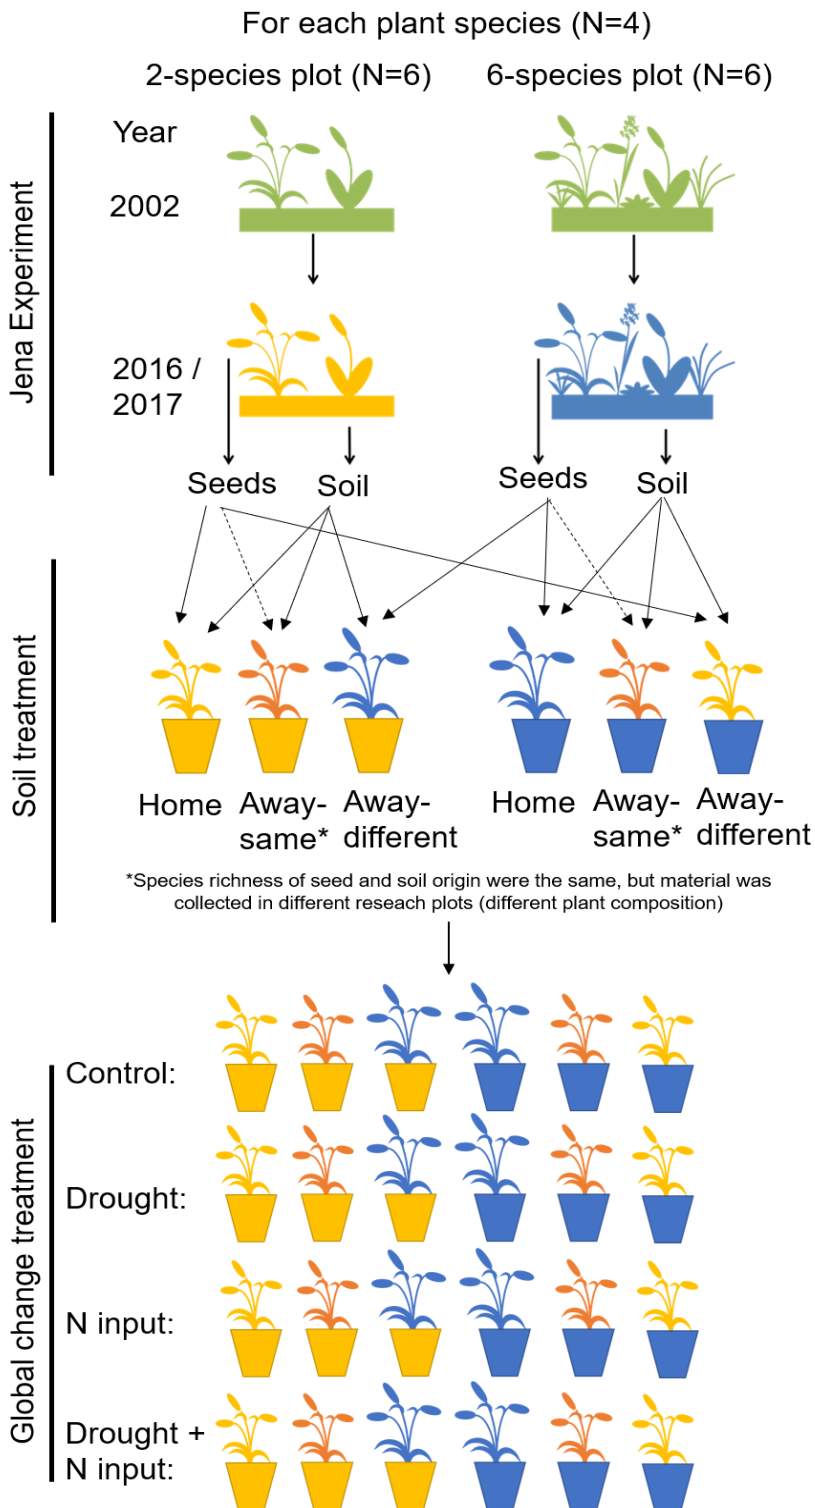 For each plant species (N=4)
2-species plot (N=6)
6-species plot (N=6)
Jena Experiment
Year
2002
2016 /
2017
Seeds
Soil
Seeds
Soil
Soil treatment
Home
Away-
same*
Away-
different
Home
Away-
same*
Away-
different
*Species richness of seed and soil origin were the same, but material was
collected in different reseach plots (different plant composition)
Global change treatment
Control:
Drought:
N input:
Drought +
N input: